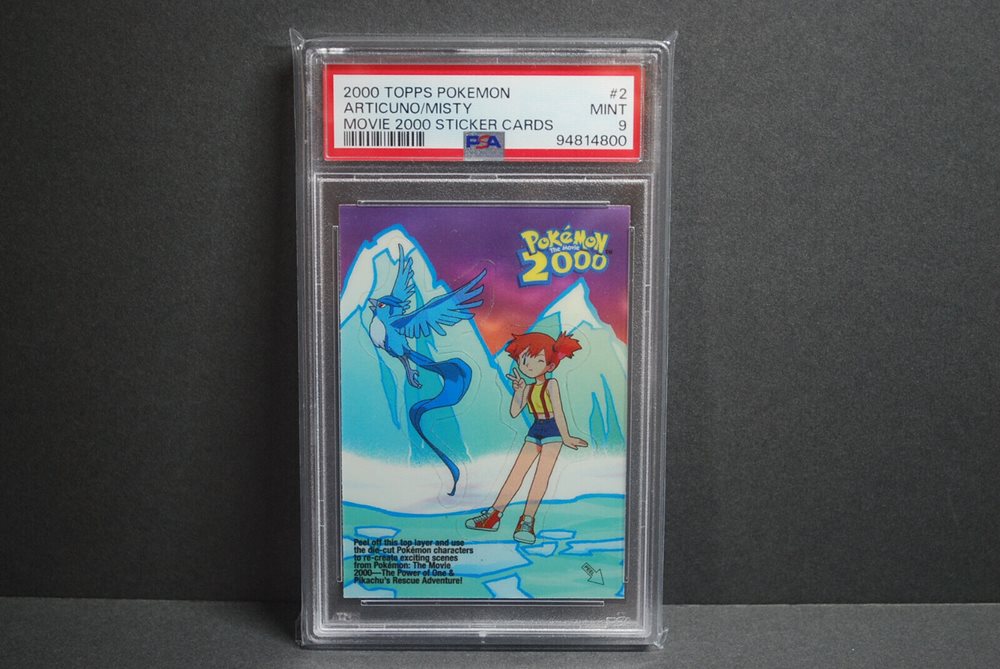 2000 TOPPS POKEMON #2
ARTICUNO/MISTY MINT
MOVIE 2000 STICKER CARDS 9
PSA 94814800
POKéMON
The Movie
2000
Peel off this top layer and use
the die-cut Pokémon characters
to re-create exciting scenes
from Pokémon: The Movie
2000—The Power of One &
Pikachu's Rescue Adventure!